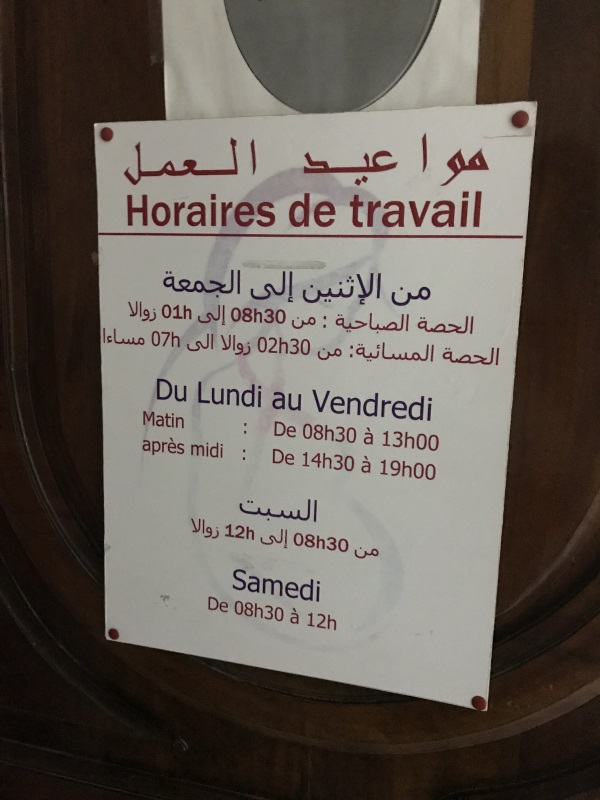 مواعيد العمل
Horaires de travail
من الإثنين إلى الجمعة
الحصة الصباحية : من 08h30 إلى 01h زوالا
الحصة المسائية: من 02h30 زوالا الى 07h مساءا
Du Lundi au Vendredi
Matin : De 08h30 à 13h00
après midi : De 14h30 à 19h00
السبت
من 08h30 إلى 12h زوالا
Samedi
De 08h30 à 12h